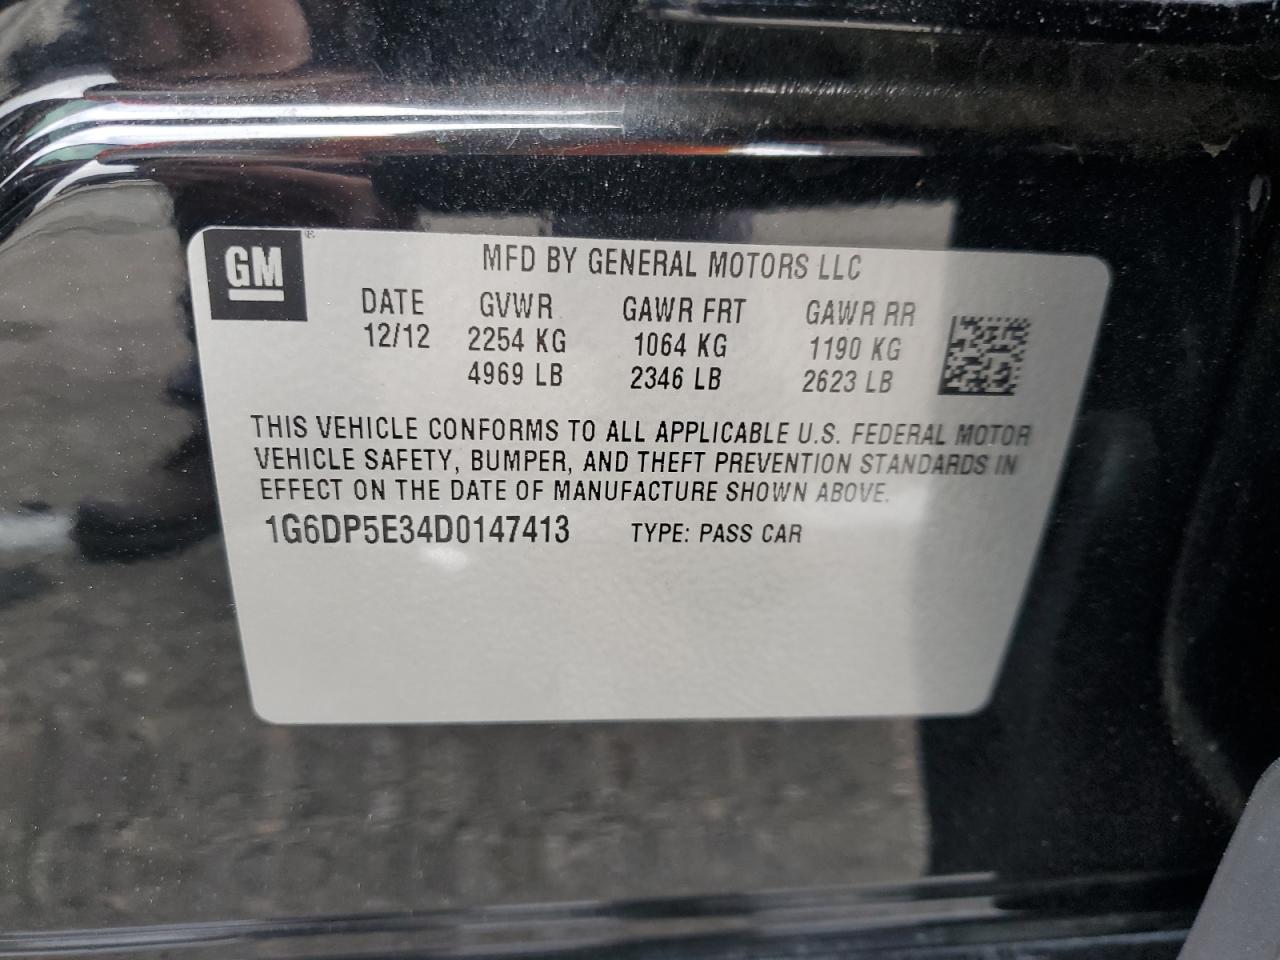 GM®
MFD BY GENERAL MOTORS LLC
DATE GVWR GAWR FRT GAWR RR
12/12 2254 KG 1064 KG 1190 KG
4969 LB 2346 LB 2623 LB
THIS VEHICLE CONFORMS TO ALL APPLICABLE U.S. FEDERAL MOTOR
VEHICLE SAFETY, BUMPER, AND THEFT PREVENTION STANDARDS IN
EFFECT ON THE DATE OF MANUFACTURE SHOWN ABOVE.
1G6DP5E34D0147413 TYPE: PASS CAR